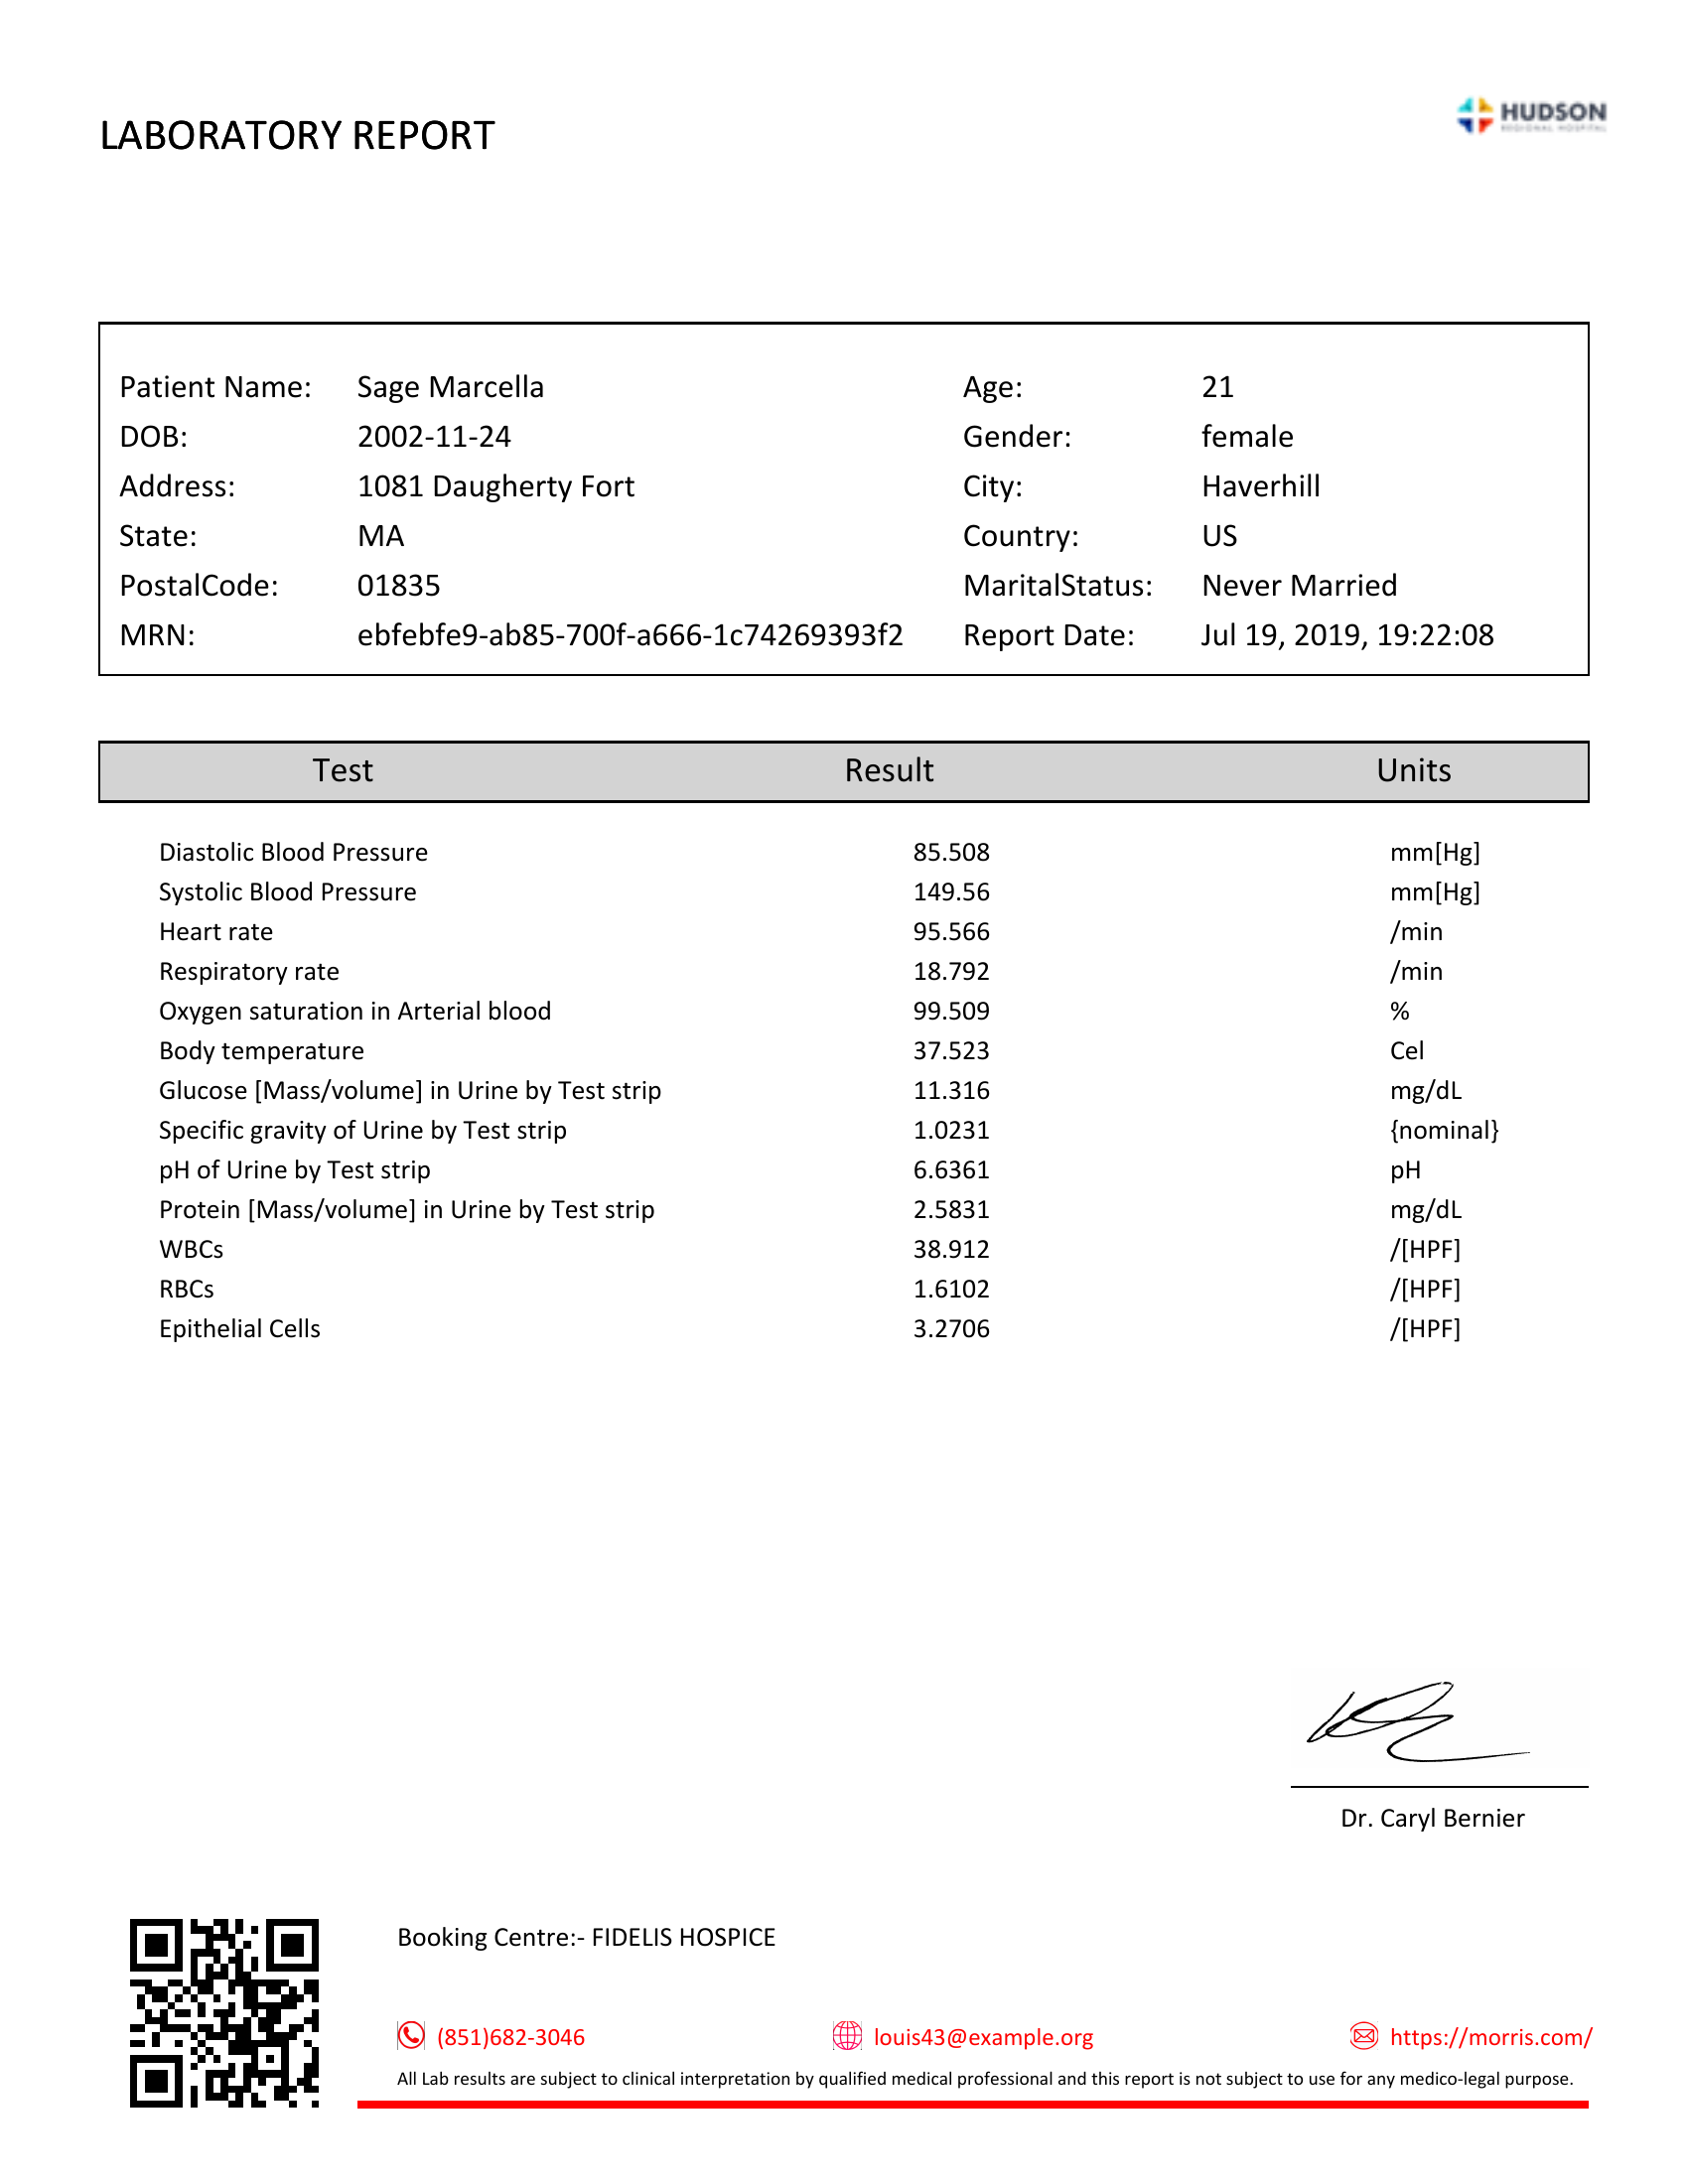 LABORATORY REPORT
HUDSON
REGIONAL HOSPITAL
Patient Name: Sage Marcella Age: 21
DOB: 2002-11-24 Gender: female
Address: 1081 Daugherty Fort City: Haverhill
State: MA Country: US
PostalCode: 01835 MaritalStatus: Never Married
MRN: ebfebfe9-ab85-700f-a666-1c74269393f2 Report Date: Jul 19, 2019, 19:22:08
Test Result Units
Diastolic Blood Pressure 85.508 mm[Hg]
Systolic Blood Pressure 149.56 mm[Hg]
Heart rate 95.566 /min
Respiratory rate 18.792 /min
Oxygen saturation in Arterial blood 99.509 %
Body temperature 37.523 Cel
Glucose [Mass/volume] in Urine by Test strip 11.316 mg/dL
Specific gravity of Urine by Test strip 1.0231 {nominal}
pH of Urine by Test strip 6.6361 pH
Protein [Mass/volume] in Urine by Test strip 2.5831 mg/dL
WBCs 38.912 /[HPF]
RBCs 1.6102 /[HPF]
Epithelial Cells 3.2706 /[HPF]
Dr. Caryl Bernier
Booking Centre:- FIDELIS HOSPICE
(851)682-3046 louis43@example.org https://morris.com/
All Lab results are subject to clinical interpretation by qualified medical professional and this report is not subject to use for any medico-legal purpose.